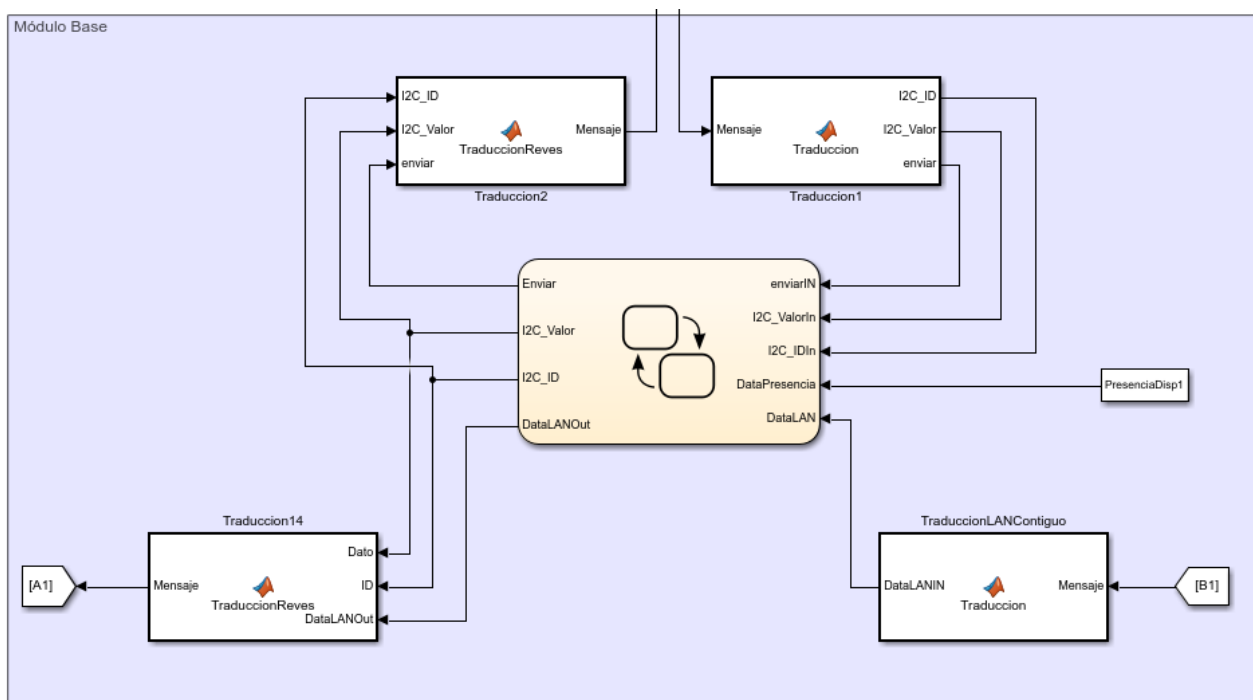 Módulo Base
I2C_ID
I2C_Valor
enviar
TraduccionReves
Mensaje
Traduccion2
Mensaje
Traduccion
I2C_ID
I2C_Valor
enviar
Traduccion1
Enviar
I2C_Valor
I2C_ID
DataLANOut
enviarIN
I2C_ValorIn
I2C_IDIn
DataPresencia
DataLAN
PresenciaDisp1
Traduccion14
[A1]
Mensaje
TraduccionReves
Dato
ID
DataLANOut
TraduccionLANContiguo
DataLANIN
Traduccion
Mensaje
[B1]